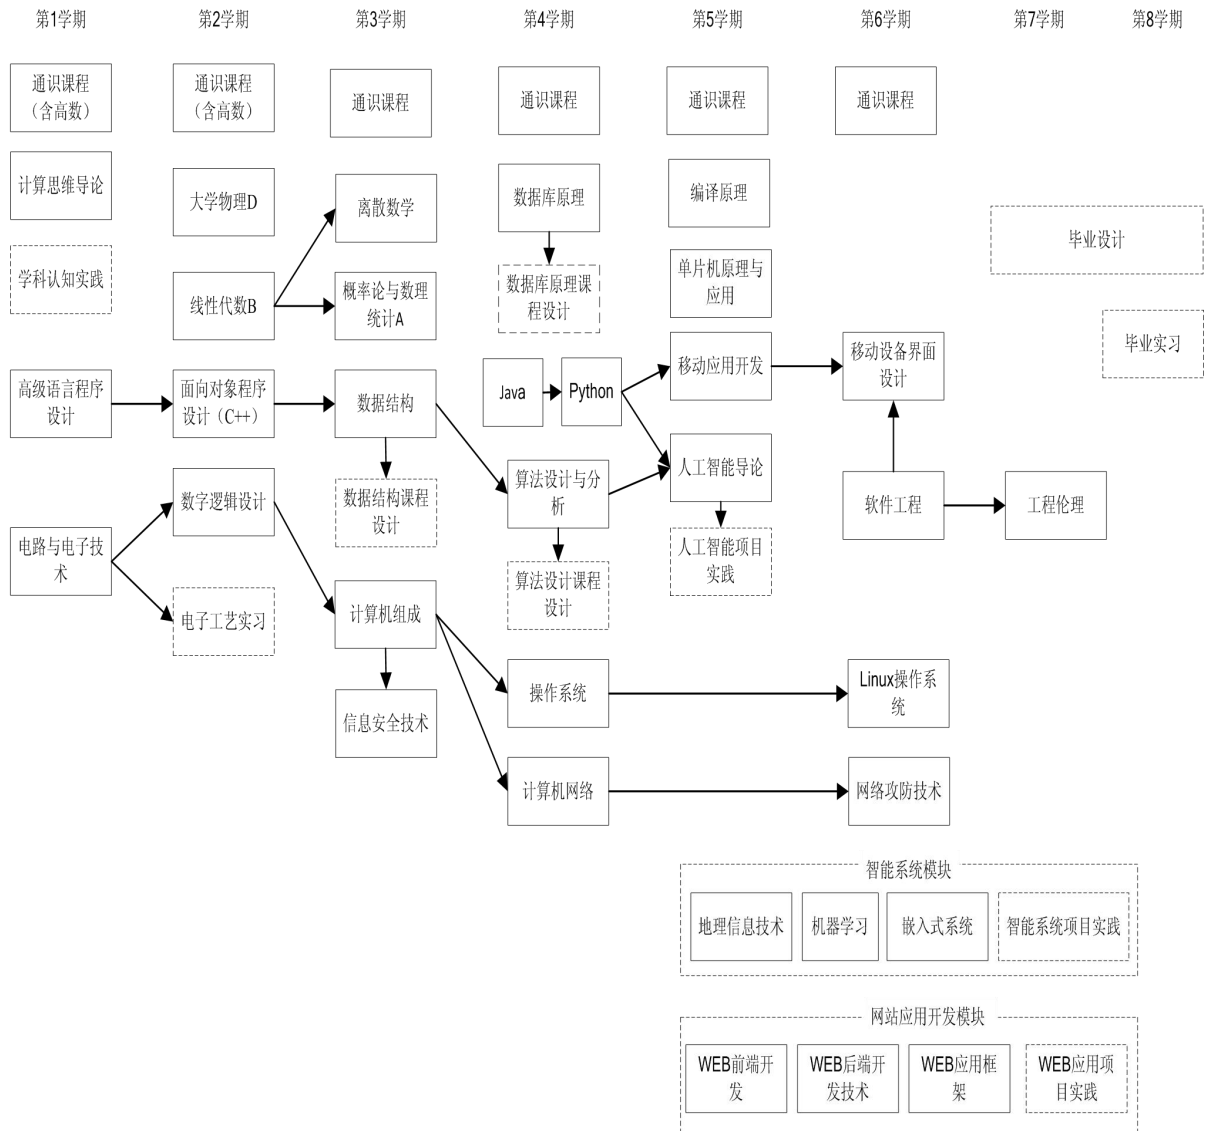 第1学期
第2学期
第3学期
第4学期
第5学期
第6学期
第7学期
第8学期
通识课程
（含高数）
通识课程
（含高数）
通识课程
通识课程
通识课程
通识课程
计算思维导论
大学物理D
离散数学
数据库原理
编译原理
毕业设计
学科认知实践
线性代数B
概率论与数理
统计A
数据库原理课
程设计
单片机原理与
应用
毕业实习
高级语言程序
设计
面向对象程序
设计（C++）
数据结构
Java
Python
移动应用开发
移动设备界面
设计
数字逻辑设计
数据结构课程
设计
算法设计与分
析
人工智能导论
软件工程
工程伦理
电路与电子技
术
电子工艺实习
计算机组成
算法设计课程
设计
人工智能项目
实践
信息安全技术
操作系统
Linux操作系
统
计算机网络
网络攻防技术
智能系统模块
地理信息技术
机器学习
嵌入式系统
智能系统项目实践
网站应用开发模块
WEB前端开
发
WEB后端开
发技术
WEB应用框
架
WEB应用项
目实践